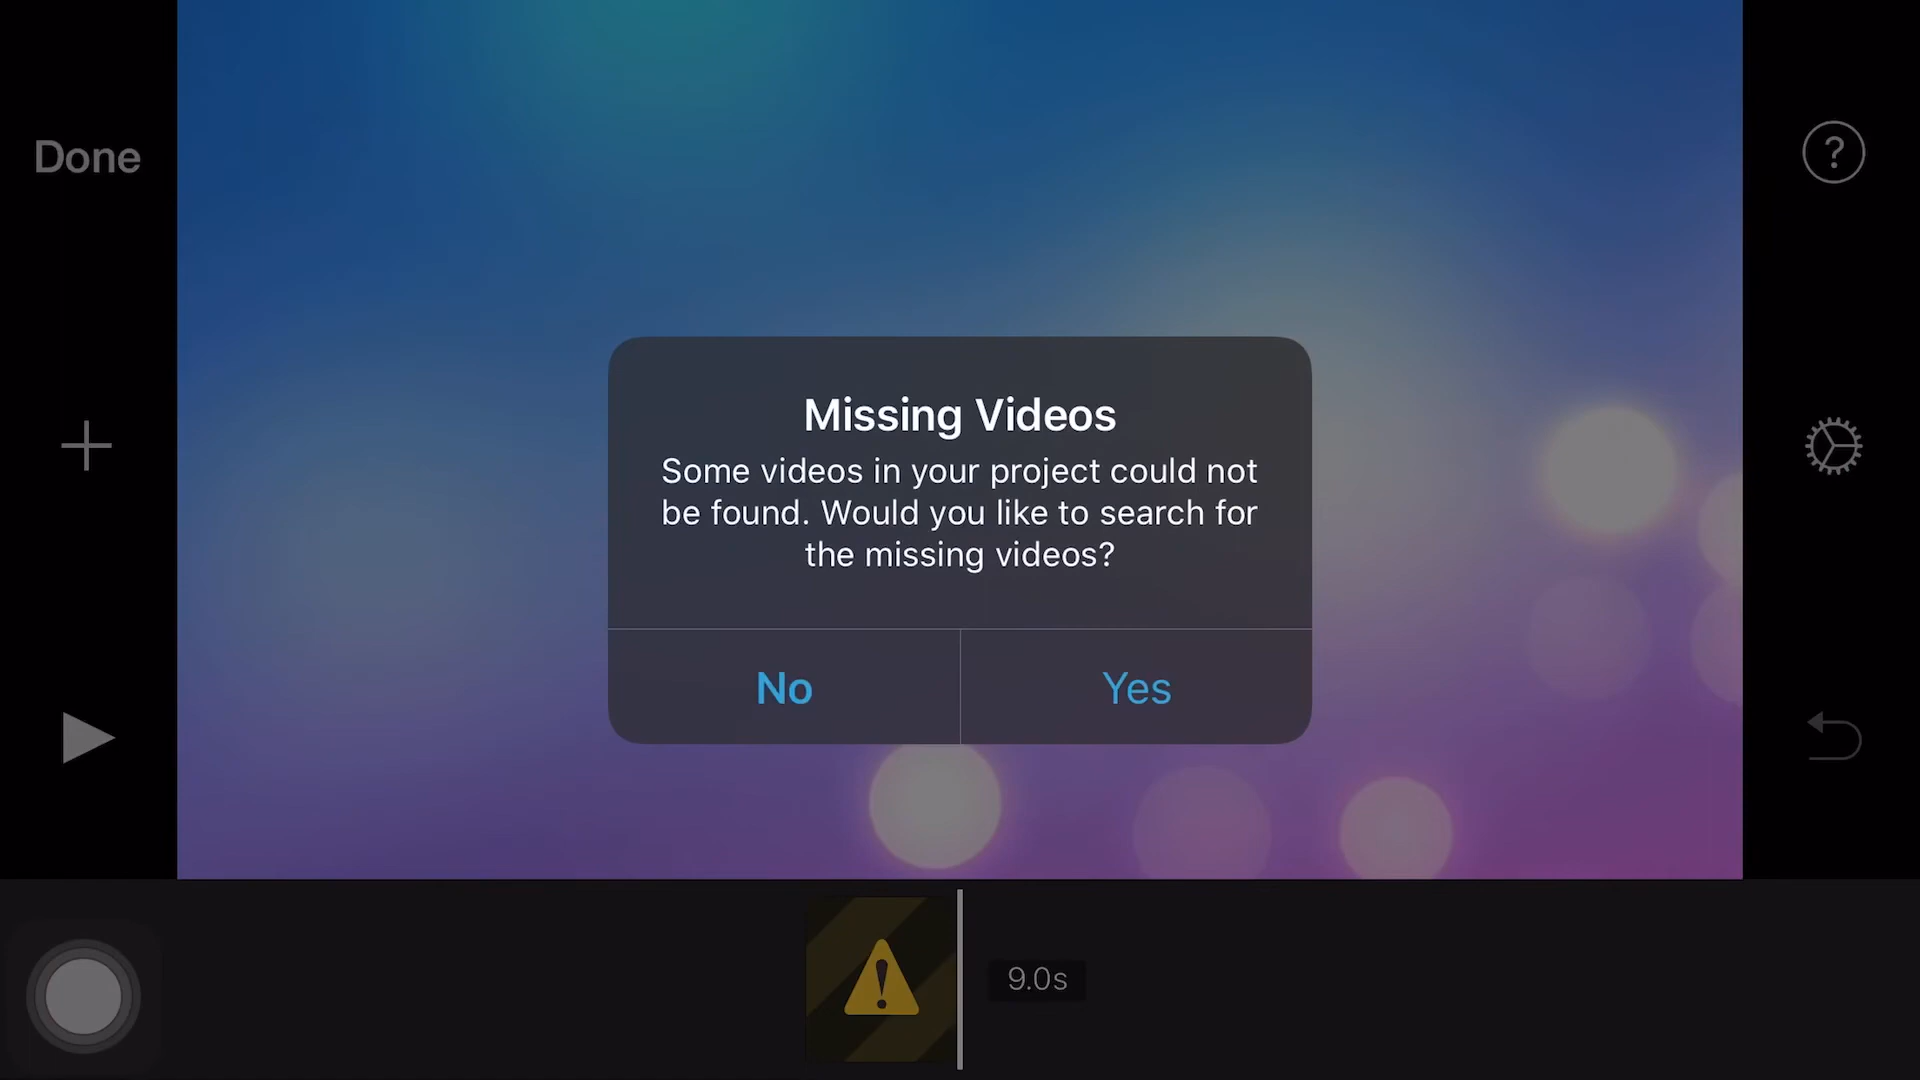 Done
?
Missing Videos
Some videos in your project could not
be found. Would you like to search for
the missing videos?
No
Yes
!
9.0s